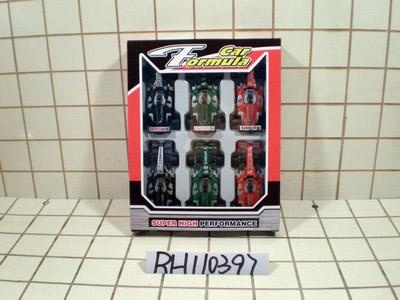 Car
Formula
SUPER HIGH PERFORMANCE
RH110397